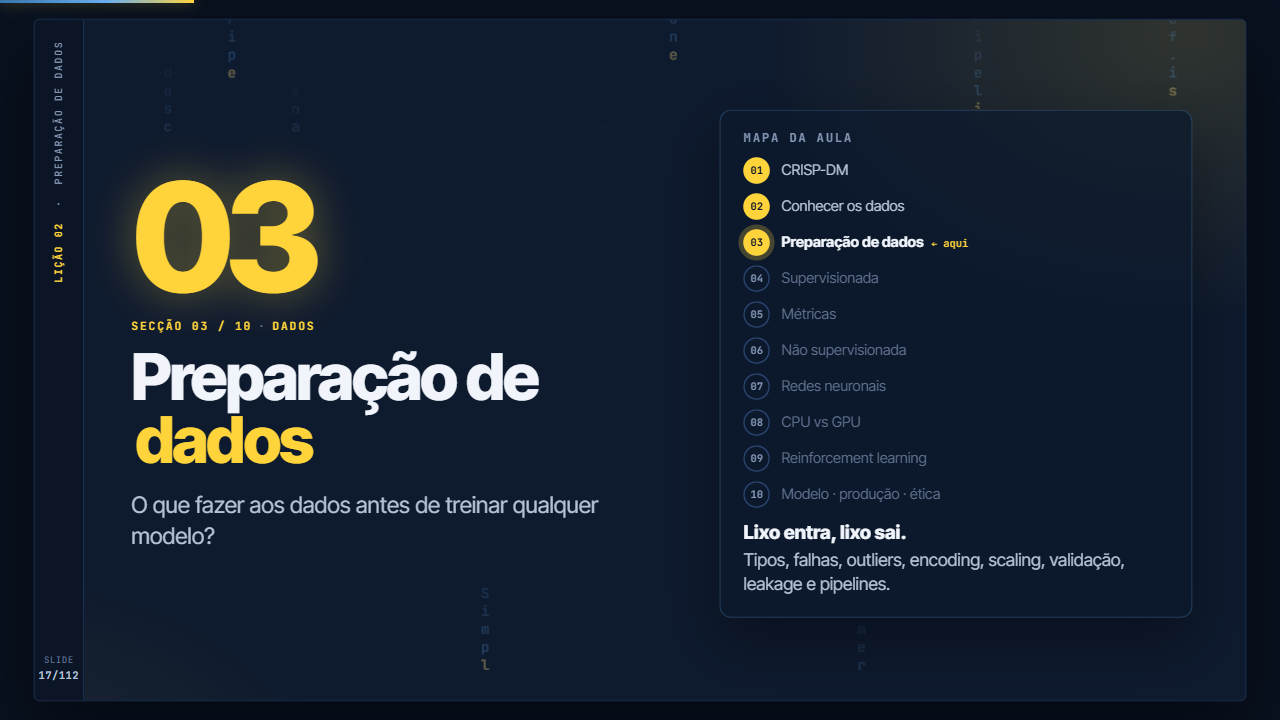 LIÇÃO 02 · PREPARAÇÃO DE DADOS
SLIDE
17/112
03
SECÇÃO 03 / 10 · DADOS
Preparação de
dados
O que fazer aos dados antes de treinar qualquer
modelo?
MAPA DA AULA
01 CRISP-DM
02 Conhecer os dados
03 Preparação de dados ← aqui
04 Supervisionada
05 Métricas
06 Não supervisionada
07 Redes neuronais
08 CPU vs GPU
09 Reinforcement learning
10 Modelo · produção · ética
Lixo entra, lixo sai.
Tipos, falhas, outliers, encoding, scaling, validação,
leakage e pipelines.